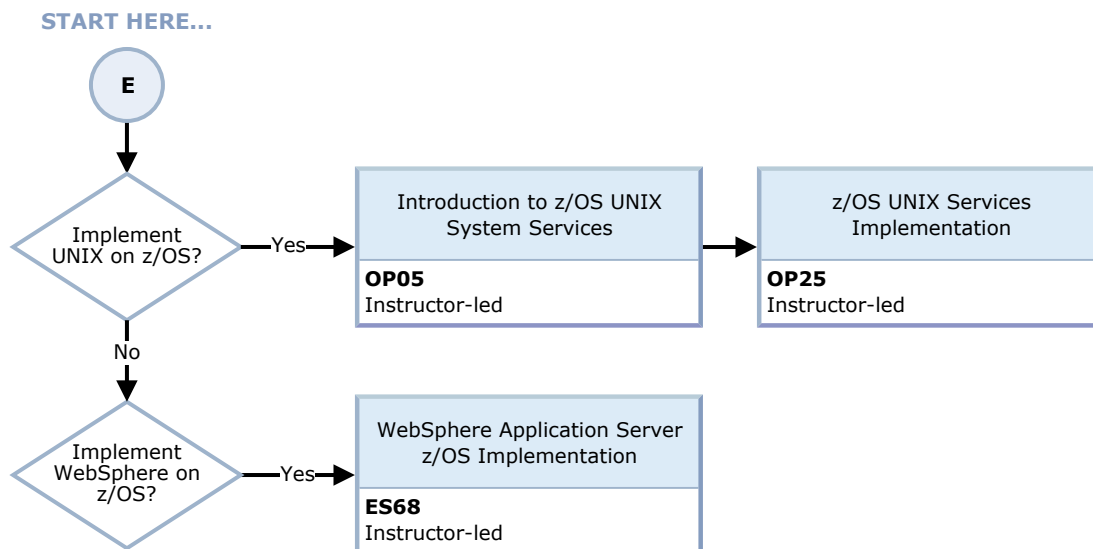 START HERE...
E
Implement
UNIX on z/OS?
Yes
Introduction to z/OS UNIX
System Services
OP05
Instructor-led
z/OS UNIX Services
Implementation
OP25
Instructor-led
No
Implement
WebSphere on
z/OS?
Yes
WebSphere Application Server
z/OS Implementation
ES68
Instructor-led